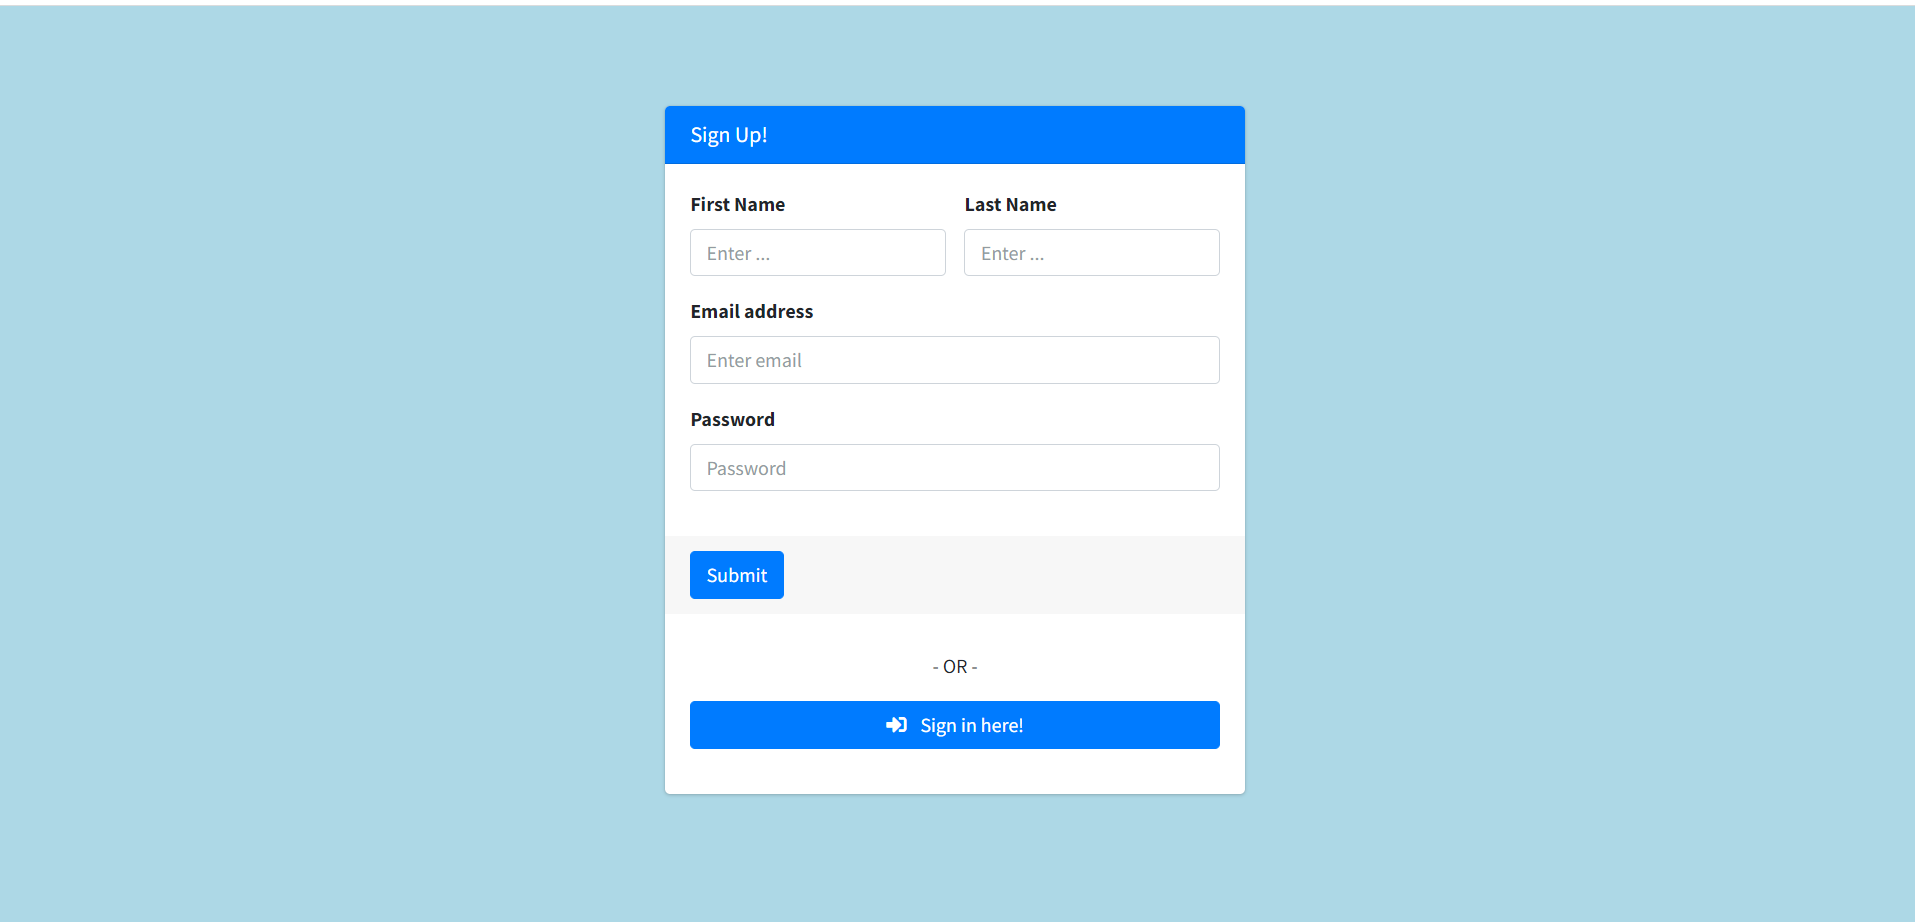 Sign Up!
First Name Last Name
Enter ... Enter ...
Email address
Enter email
Password
Password
Submit
- OR -
Sign in here!